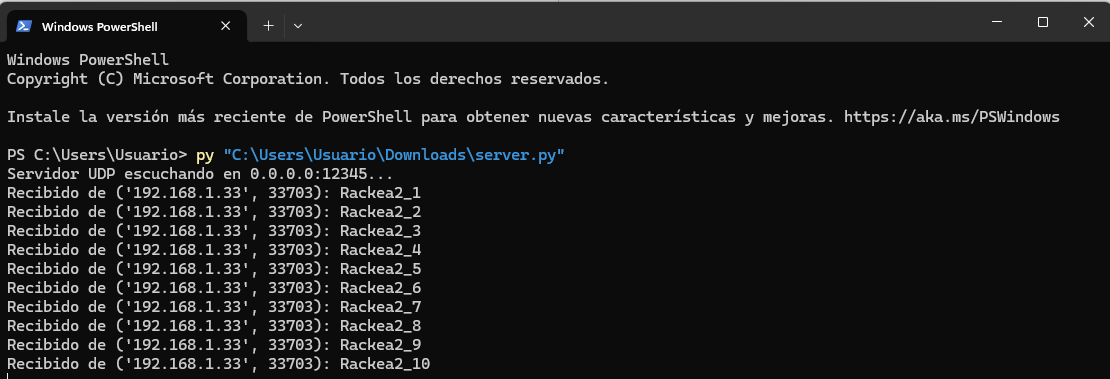 Windows PowerShell
Windows PowerShell
Copyright (C) Microsoft Corporation. Todos los derechos reservados.
Instale la versión más reciente de PowerShell para obtener nuevas características y mejoras. https://aka.ms/PSWindows
PS C:\Users\Usuario> py "C:\Users\Usuario\Downloads\server.py"
Servidor UDP escuchando en 0.0.0.0:12345...
Recibido de ('192.168.1.33', 33703): Rackea2_1
Recibido de ('192.168.1.33', 33703): Rackea2_2
Recibido de ('192.168.1.33', 33703): Rackea2_3
Recibido de ('192.168.1.33', 33703): Rackea2_4
Recibido de ('192.168.1.33', 33703): Rackea2_5
Recibido de ('192.168.1.33', 33703): Rackea2_6
Recibido de ('192.168.1.33', 33703): Rackea2_7
Recibido de ('192.168.1.33', 33703): Rackea2_8
Recibido de ('192.168.1.33', 33703): Rackea2_9
Recibido de ('192.168.1.33', 33703): Rackea2_10